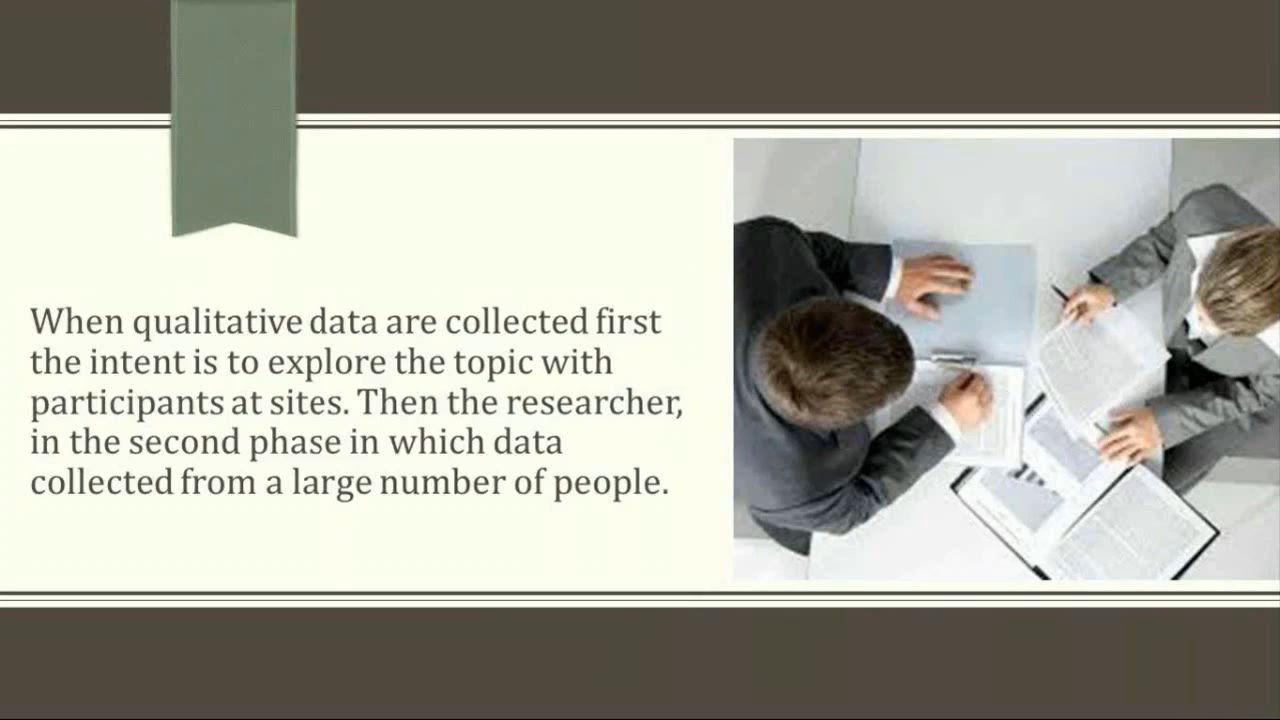 When qualitative data are collected first
the intent is to explore the topic with
participants at sites. Then the researcher,
in the second phase in which data
collected from a large number of people.